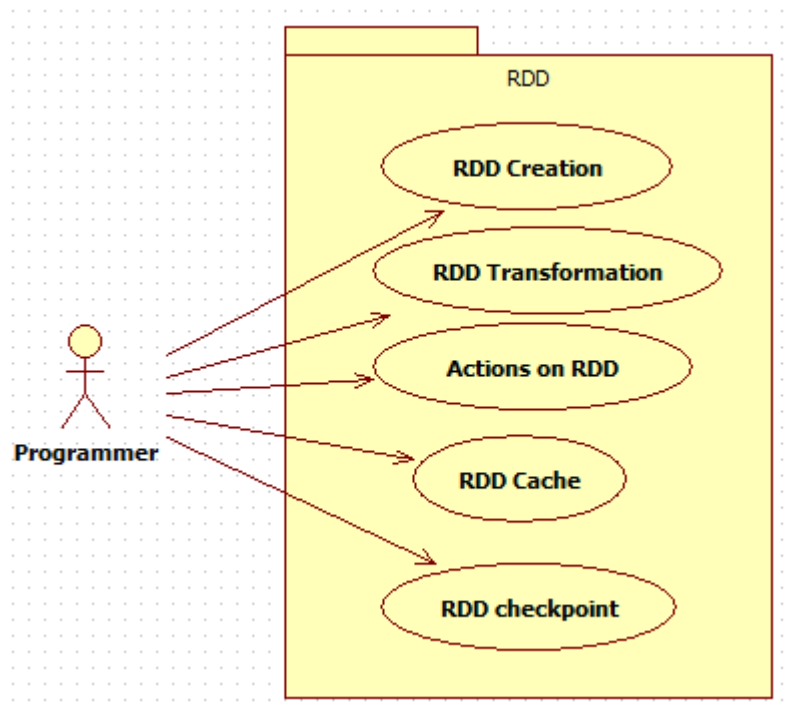 RDD
RDD Creation
RDD Transformation
Actions on RDD
Programmer
RDD Cache
RDD checkpoint